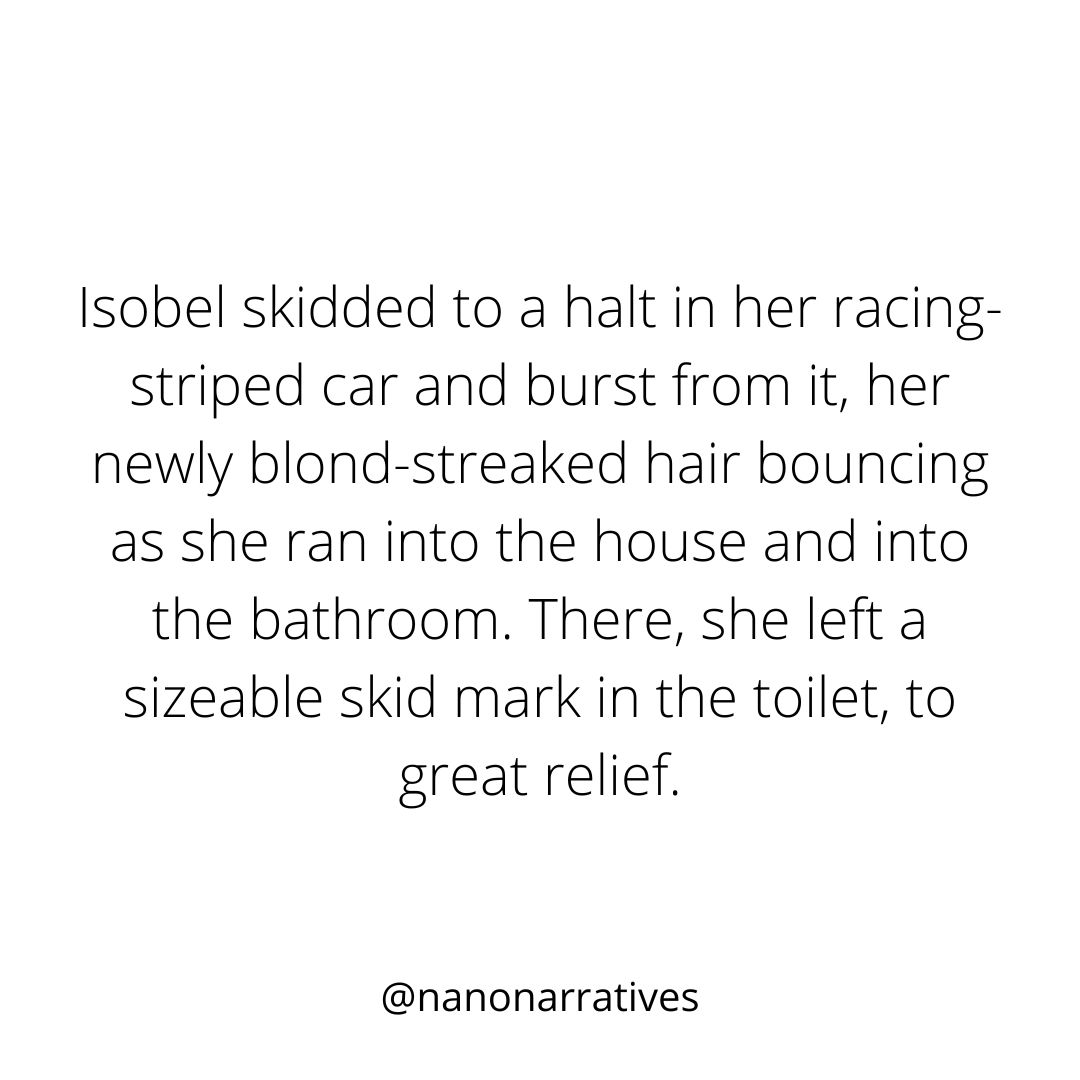 Isobel skidded to a halt in her racing-
striped car and burst from it, her
newly blond-streaked hair bouncing
as she ran into the house and into
the bathroom. There, she left a
sizeable skid mark in the toilet, to
great relief.
@nanonarratives